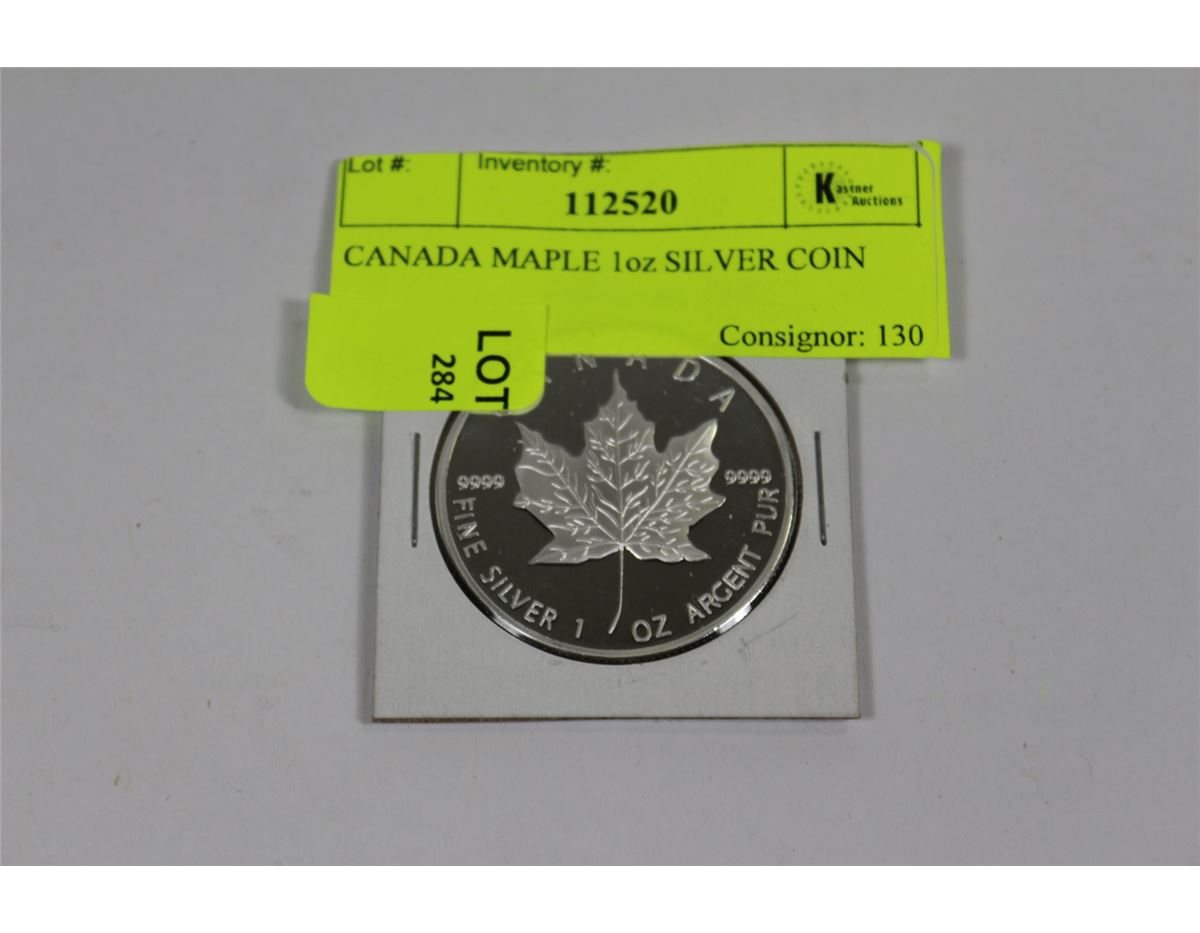 Lot #:
Inventory #:
112520
Kastner
Auctions
CANADA MAPLE 1oz SILVER COIN
Consignor: 130
LOT
284
NADA
9999
9999
FINE SILVER 1 OZ ARGENT PUR